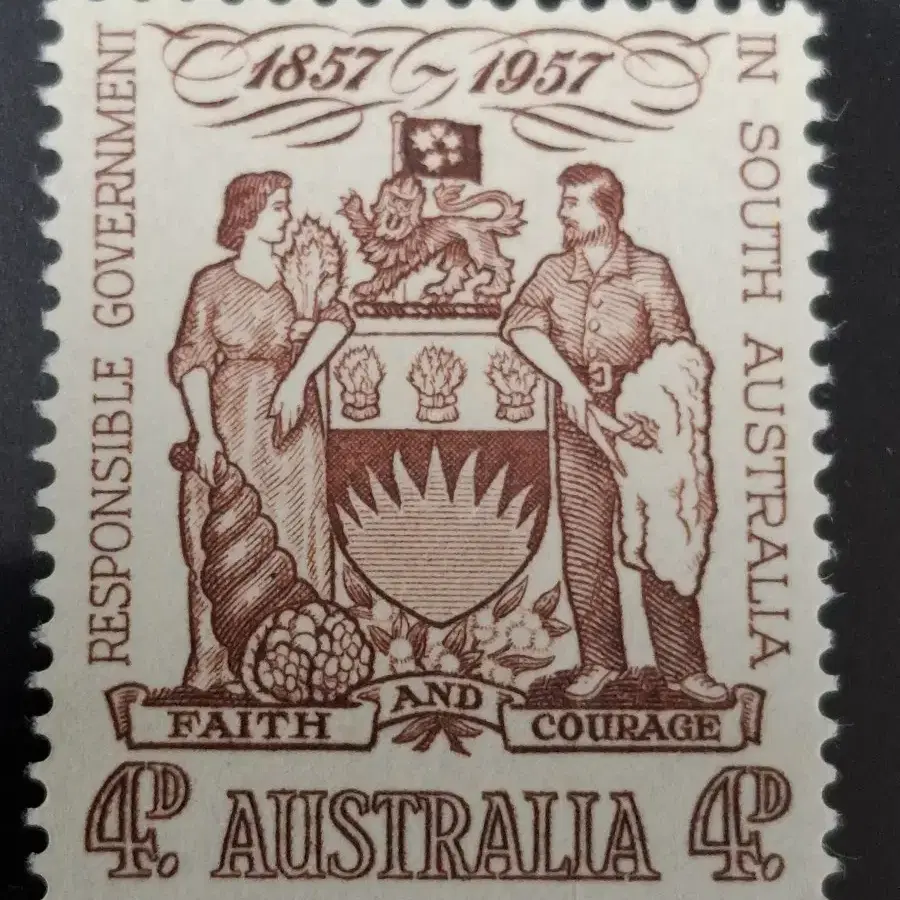 1857 ~ 1957
RESPONSIBLE GOVERNMENT
IN SOUTH AUSTRALIA
FAITH AND COURAGE
4D. AUSTRALIA 4D.